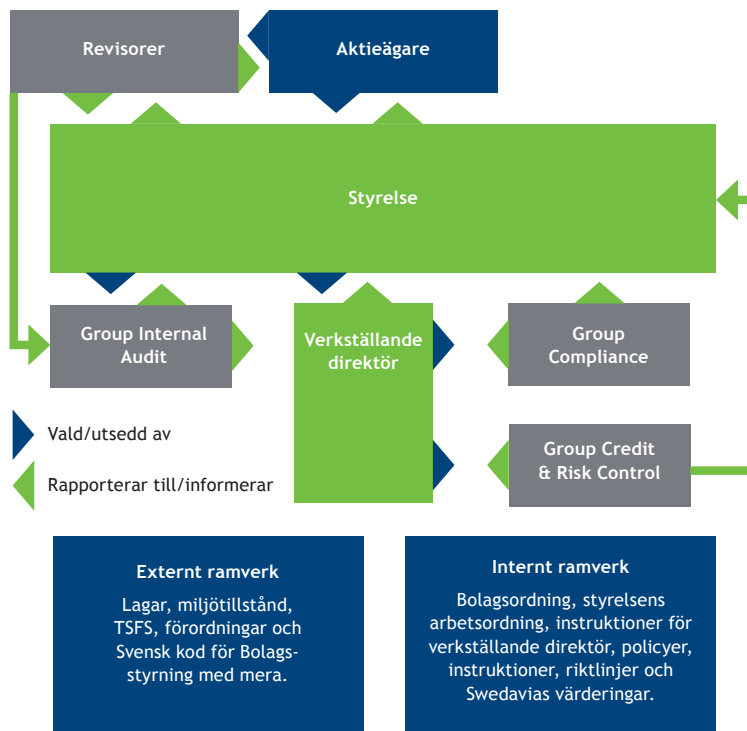 Revisorer
Aktieägare
Styrelse
Group Internal
Audit
Verkställande
direktör
Group
Compliance
Vald/utsedd av
Rapporterar till/informerar
Group Credit
& Risk Control
Externt ramverk
Lagar, miljötillstånd,
TSFS, förordningar och
Svensk kod för Bolags-
styrning med mera.
Internt ramverk
Bolagsordning, styrelsens
arbetsordning, instruktioner för
verkställande direktör, policyer,
instruktioner, riktlinjer och
Swedavias värderingar.